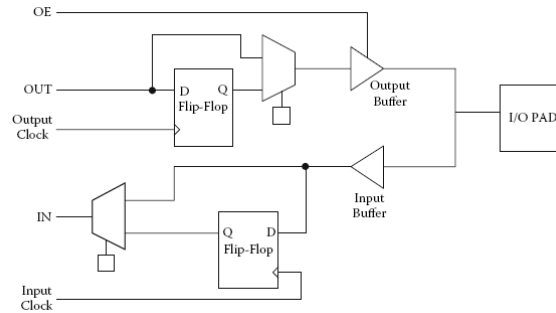 OE
OUT
D Q
Flip-Flop
Output
Clock
Output
Buffer
I/O PAD
IN
Q D
Flip-Flop
Input
Buffer
Input
Clock